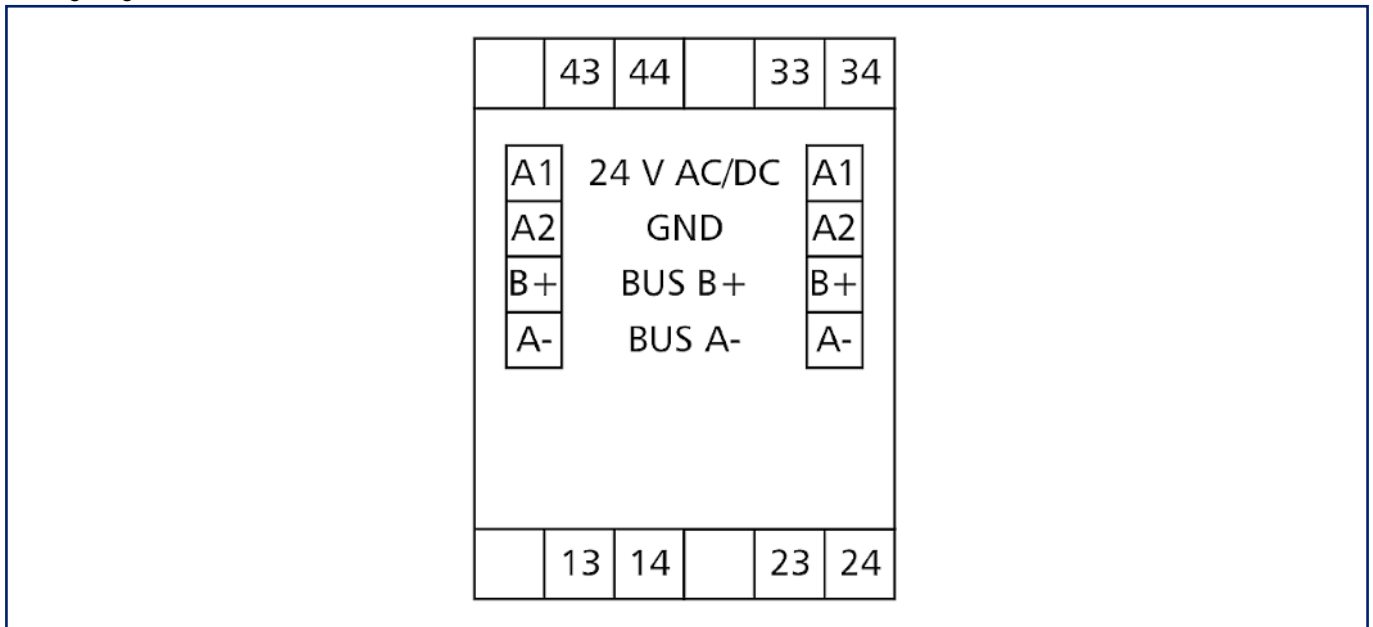 43 44 33 34
A1 24 V AC/DC A1
A2 GND A2
B+ BUS B+ B+
A- BUS A- A-
13 14 23 24